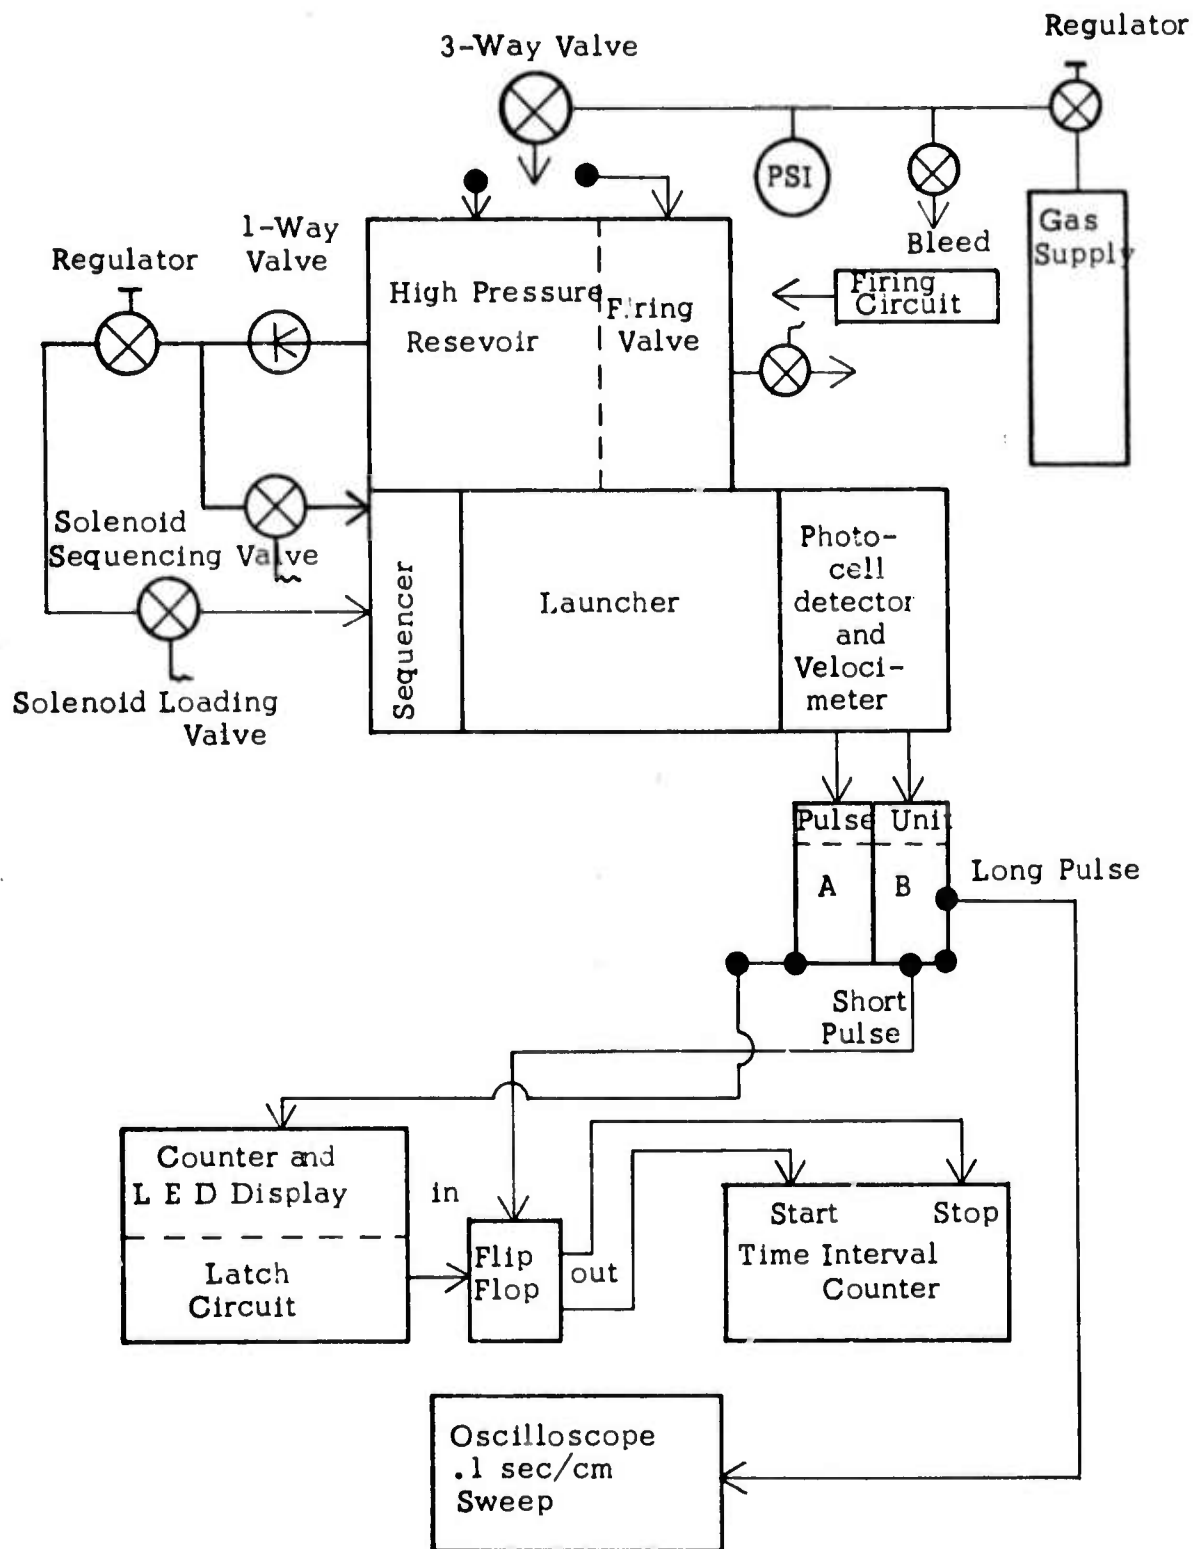 Regulator
3-Way Valve
PSI
Gas
Supply
Bleed
1-Way
Valve
Regulator
Firing
Circuit
High Pressure
Resevoir
Firing
Valve
Solenoid
Sequencing Valve
Photo-
cell
detector
and
Veloci-
meter
Sequencer
Launcher
Solenoid Loading
Valve
Pulse Unit
A B
Long Pulse
Short
Pulse
Counter and
L E D Display
in
Latch
Circuit
Flip
Flop
out
Start Stop
Time Interval
Counter
Oscilloscope
.1 sec/cm
Sweep